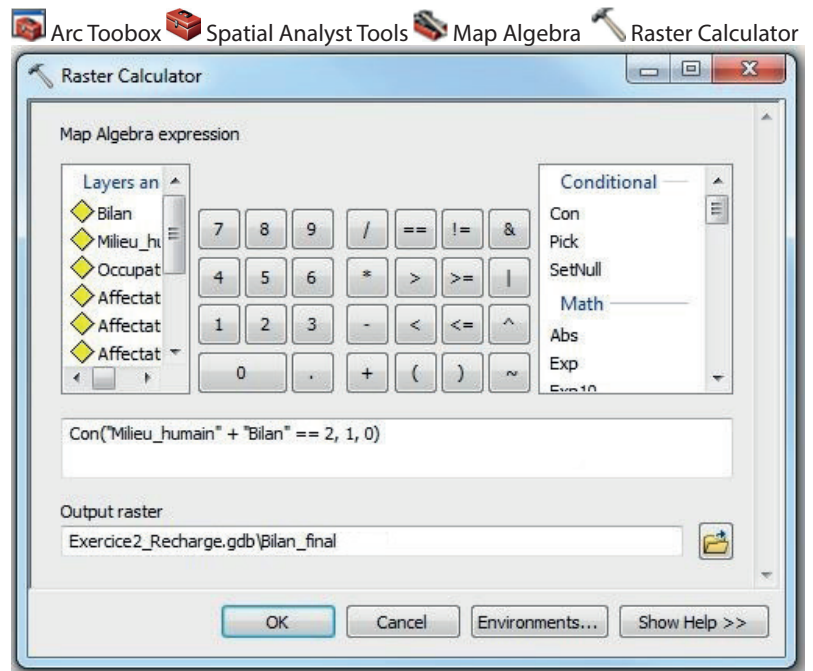 Arc Toobox Spatial Analyst Tools Map Algebra Raster Calculator
Raster Calculator
Map Algebra expression
Layers an
Bilan
Milieu_hu
Occupat
Affectat
Affectat
Affectat
7 8 9 / == != &
4 5 6 * > >= |
1 2 3 - < <= ^
0 . + ( ) ~
Conditional
Con
Pick
SetNull
Math
Abs
Exp
Exp10
Con("Milieu_humain" + "Bilan" == 2, 1, 0)
Output raster
Exercice2_Recharge.gdb\Bilan_final
OK Cancel Environments... Show Help >>